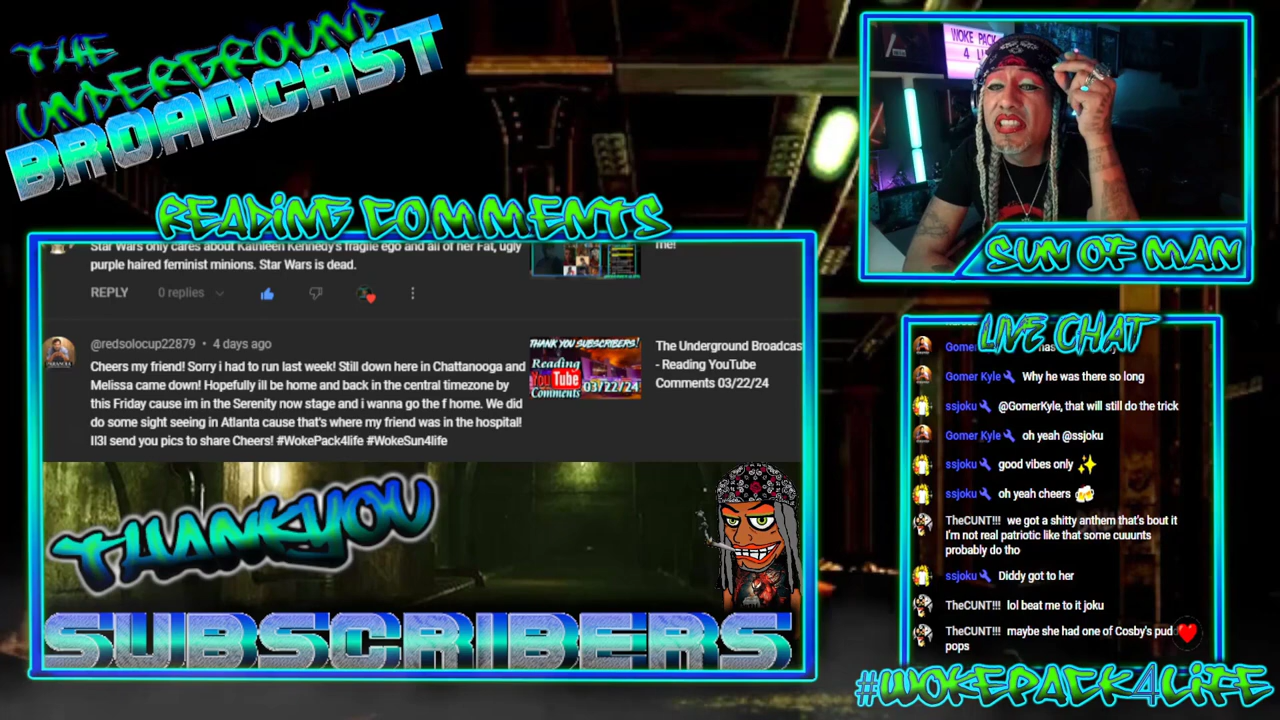 THE
UNDERGROUND
BROADCAST
READING COMMENTS
Star Wars only cares about Kathleen Kennedy's fragile ego and all of her Fat, ugly
purple haired feminist minions. Star Wars is dead.
me!
REPLY 0 replies
@redsolocup22879 • 4 days ago
Cheers my friend! Sorry i had to run last week! Still down here in Chattanooga and
Melissa came down! Hopefully ill be home and back in the central timezone by
this Friday cause im in the Serenity now stage and i wanna go the f home. We did
do some sight seeing in Atlanta cause that's where my friend was in the hospital!
Il3l send you pics to share Cheers! #WokePack4life #WokeSun4life
THANK YOU SUBSCRIBERS!
Reading
YouTube
Comments
03/22/24
The Underground Broadcas
- Reading YouTube
Comments 03/22/24
THANK YOU
SUBSCRIBERS
WOKE PACK
4 LI
SUN OF MAN
LIVE CHAT
Gomer
Gomer Kyle Why he was there so long
ssjoku @GomerKyle, that will still do the trick
Gomer Kyle oh yeah @ssjoku
ssjoku good vibes only ✨
ssjoku oh yeah cheers 🍻
TheCUNT!!! we got a shitty anthem that's bout it
I'm not real patriotic like that some cuuunts
probably do tho
ssjoku Diddy got to her
TheCUNT!!! lol beat me to it joku
TheCUNT!!! maybe she had one of Cosby's pud
pops
#WOKEPACK4LIFE